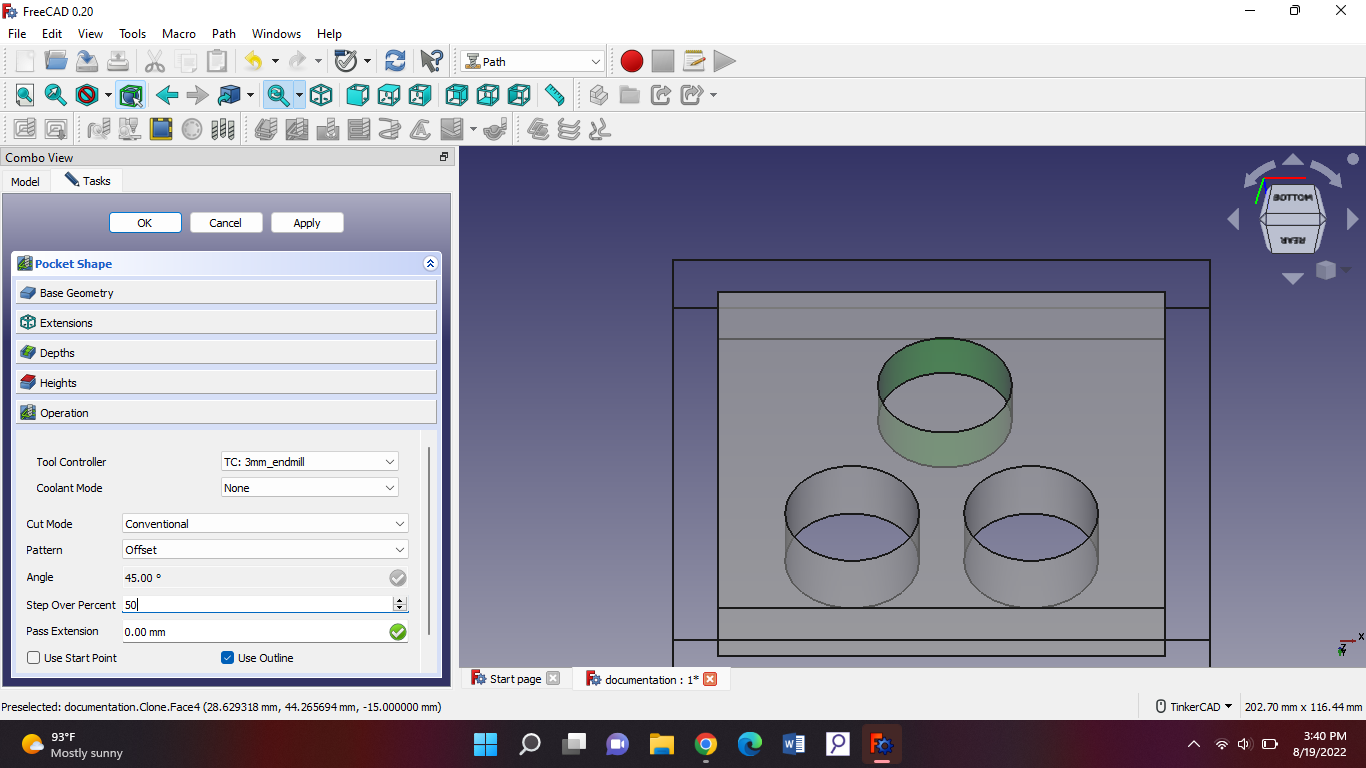 FreeCAD 0.20
File Edit View Tools Macro Path Windows Help
Path
Combo View
Model Tasks
OK Cancel Apply
Pocket Shape
Base Geometry
Extensions
Depths
Heights
Operation
Tool Controller TC: 3mm_endmill
Coolant Mode None
Cut Mode Conventional
Pattern Offset
Angle 45.00 °
Step Over Percent 50
Pass Extension 0.00 mm
Use Start Point Use Outline
BOTTOM
REAR
X
Y
Start page documentation : 1*
Preselected: documentation.Clone.Face4 (28.629318 mm, 44.265694 mm, -15.000000 mm) TinkerCAD 202.70 mm x 116.44 mm
93°F
Mostly sunny
3:40 PM
8/19/2022